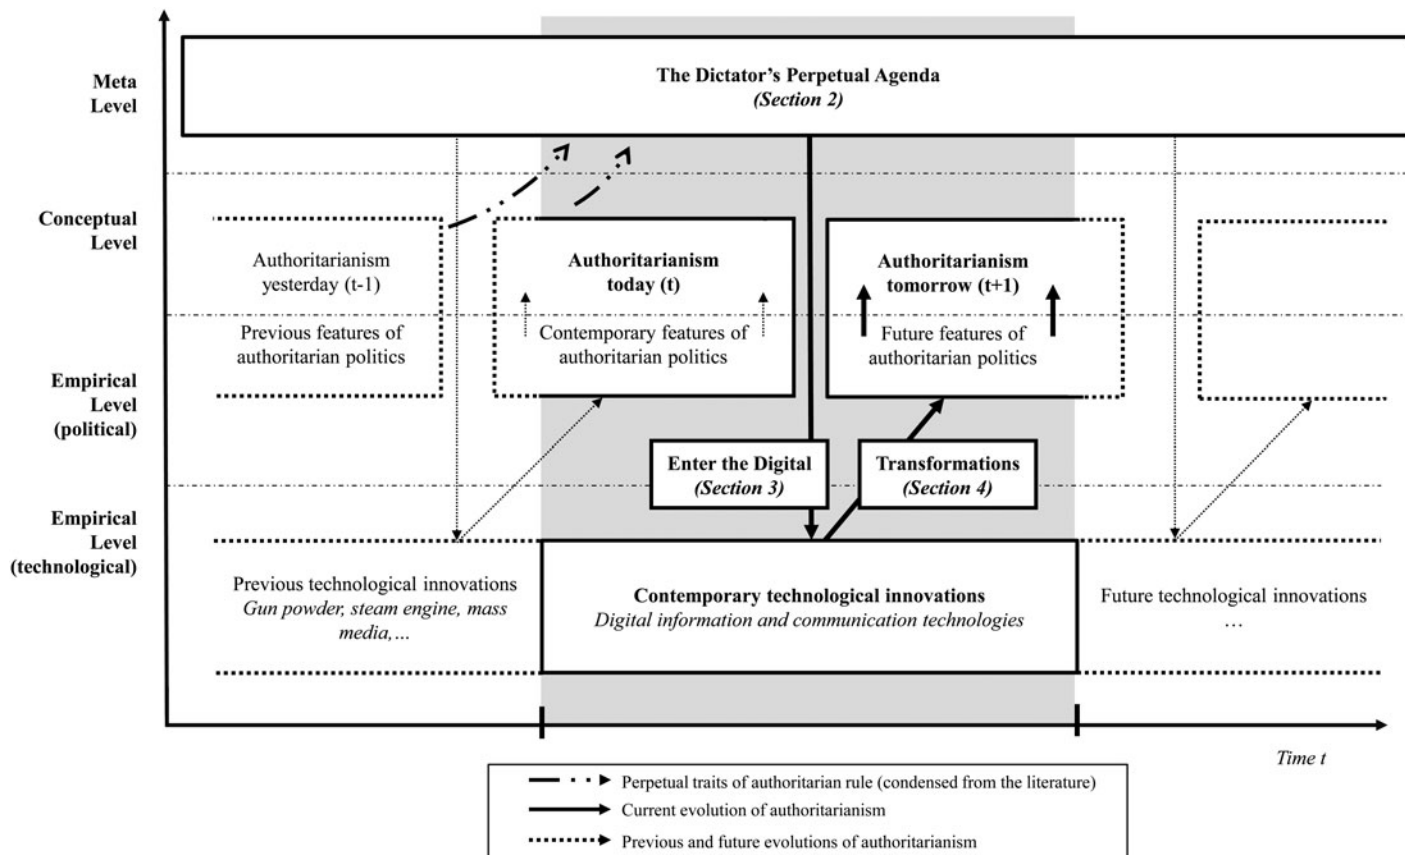 Meta
Level
The Dictator's Perpetual Agenda
(Section 2)
Conceptual
Level
Authoritarianism
yesterday (t-1)
Previous features of
authoritarian politics
Authoritarianism
today (t)
Contemporary features of
authoritarian politics
Authoritarianism
tomorrow (t+1)
Future features of
authoritarian politics
Empirical
Level
(political)
Enter the Digital
(Section 3)
Transformations
(Section 4)
Empirical
Level
(technological)
Previous technological innovations
Gun powder, steam engine, mass
media,…
Contemporary technological innovations
Digital information and communication technologies
Future technological innovations
…
Time t
Perpetual traits of authoritarian rule (condensed from the literature)
Current evolution of authoritarianism
Previous and future evolutions of authoritarianism